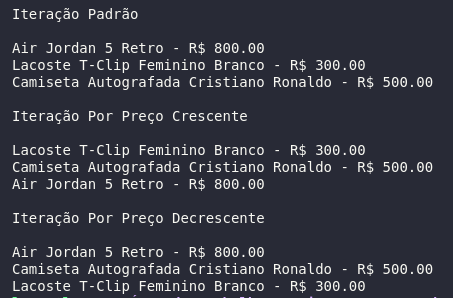 Iteração Padrão
Air Jordan 5 Retro - R$ 800.00
Lacoste T-Clip Feminino Branco - R$ 300.00
Camiseta Autografada Cristiano Ronaldo - R$ 500.00
Iteração Por Preço Crescente
Lacoste T-Clip Feminino Branco - R$ 300.00
Camiseta Autografada Cristiano Ronaldo - R$ 500.00
Air Jordan 5 Retro - R$ 800.00
Iteração Por Preço Decrescente
Air Jordan 5 Retro - R$ 800.00
Camiseta Autografada Cristiano Ronaldo - R$ 500.00
Lacoste T-Clip Feminino Branco - R$ 300.00